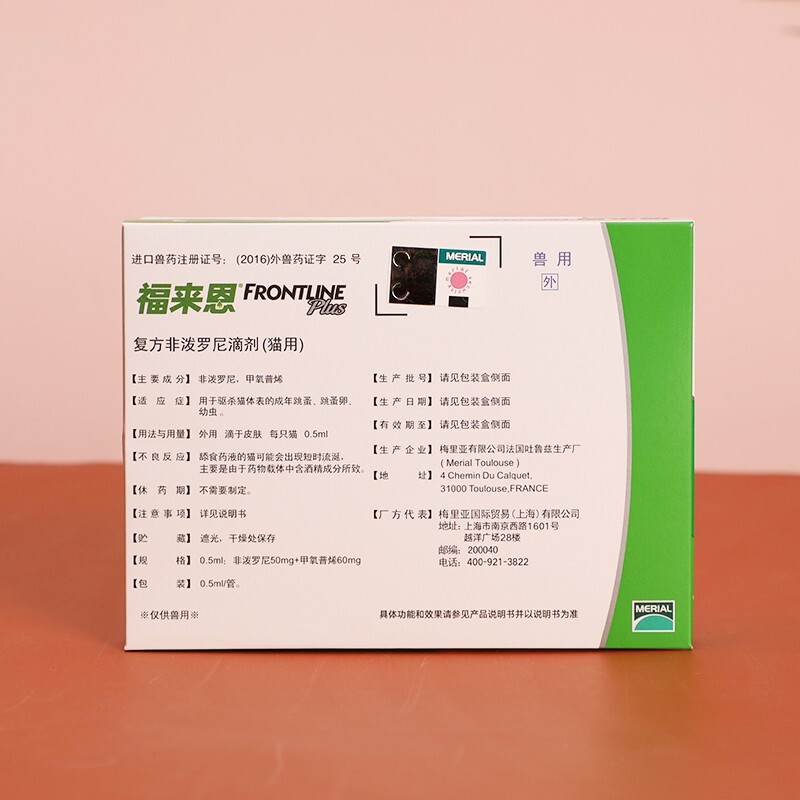 进口兽药注册证号：(2016)外兽药证字 25 号
MERIAL
兽 用
外
福来恩® FRONTLINE Plus
复方非泼罗尼滴剂(猫用)
【主要成分】 非泼罗尼，甲氧普烯
【适 应 症】 用于驱杀猫体表的成年跳蚤、跳蚤卵、
幼虫。
【用法与用量】 外用 滴于皮肤 每只猫 0.5ml
【不良反应】 舔食药液的猫可能会出现短时流涎，
主要是由于药物载体中含酒精成分所致。
【休 药 期】 不需要制定。
【注意事项】 详见说明书
【贮 藏】 遮光、干燥处保存
【规 格】 0.5ml：非泼罗尼50mg+甲氧普烯60mg
【包 装】 0.5ml/管。
※仅供兽用※
【生产批号】 请见包装盒侧面
【生产日期】 请见包装盒侧面
【有效期至】 请见包装盒侧面
【生产企业】 梅里亚有限公司法国吐鲁兹生产厂
( Merial Toulouse )
【地 址】 4 Chemin Du Calquet,
31000 Toulouse,FRANCE
【厂方代表】 梅里亚国际贸易(上海)有限公司
地址: 上海市南京西路1601号
越洋广场28楼
邮编: 200040
电话: 400-921-3822
具体功能和效果请参见产品说明书并以说明书为准
MERIAL